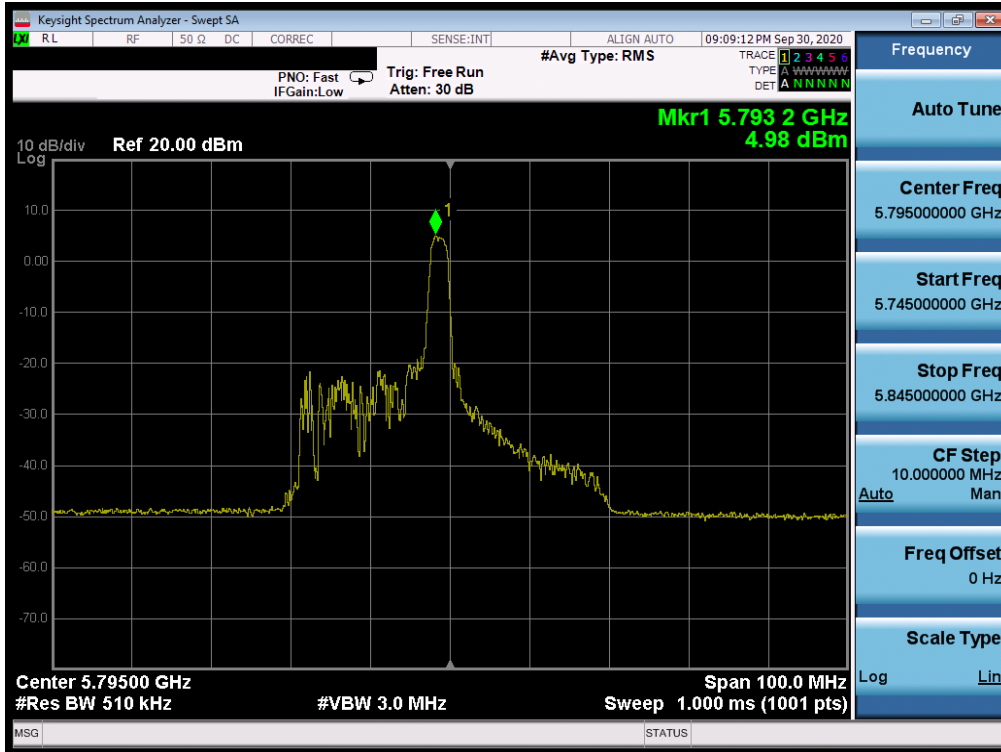 Keysight Spectrum Analyzer - Swept SA
LXI RL RF 50 Ω DC CORREC SENSE:INT ALIGN AUTO 09:09:12 PM Sep 30, 2020
#Avg Type: RMS
TRACE 1 2 3 4 5 6
TYPE A WWWWW
DET A N N N N N
PNO: Fast
IFGain:Low
Trig: Free Run
Atten: 30 dB
Mkr1 5.793 2 GHz
4.98 dBm
10 dB/div
Log
Ref 20.00 dBm
1
10.0
0.00
-10.0
-20.0
-30.0
-40.0
-50.0
-60.0
-70.0
Center 5.79500 GHz
Span 100.0 MHz
#Res BW 510 kHz
#VBW 3.0 MHz
Sweep 1.000 ms (1001 pts)
MSG
STATUS
Frequency
Auto Tune
Center Freq
5.795000000 GHz
Start Freq
5.745000000 GHz
Stop Freq
5.845000000 GHz
CF Step
10.000000 MHz
Auto Man
Freq Offset
0 Hz
Scale Type
Log Lin